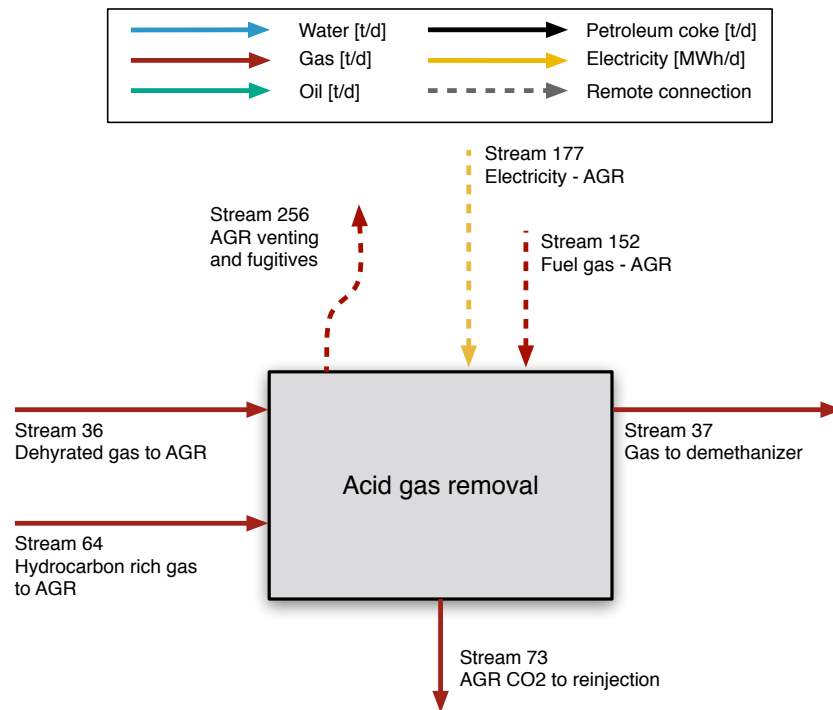 Water [t/d]
Gas [t/d]
Oil [t/d]
Petroleum coke [t/d]
Electricity [MWh/d]
Remote connection
Stream 177
Electricity - AGR
Stream 256
AGR venting
and fugitives
Stream 152
Fuel gas - AGR
Stream 36
Dehyrated gas to AGR
Stream 37
Gas to demethanizer
Acid gas removal
Stream 64
Hydrocarbon rich gas
to AGR
Stream 73
AGR CO2 to reinjection